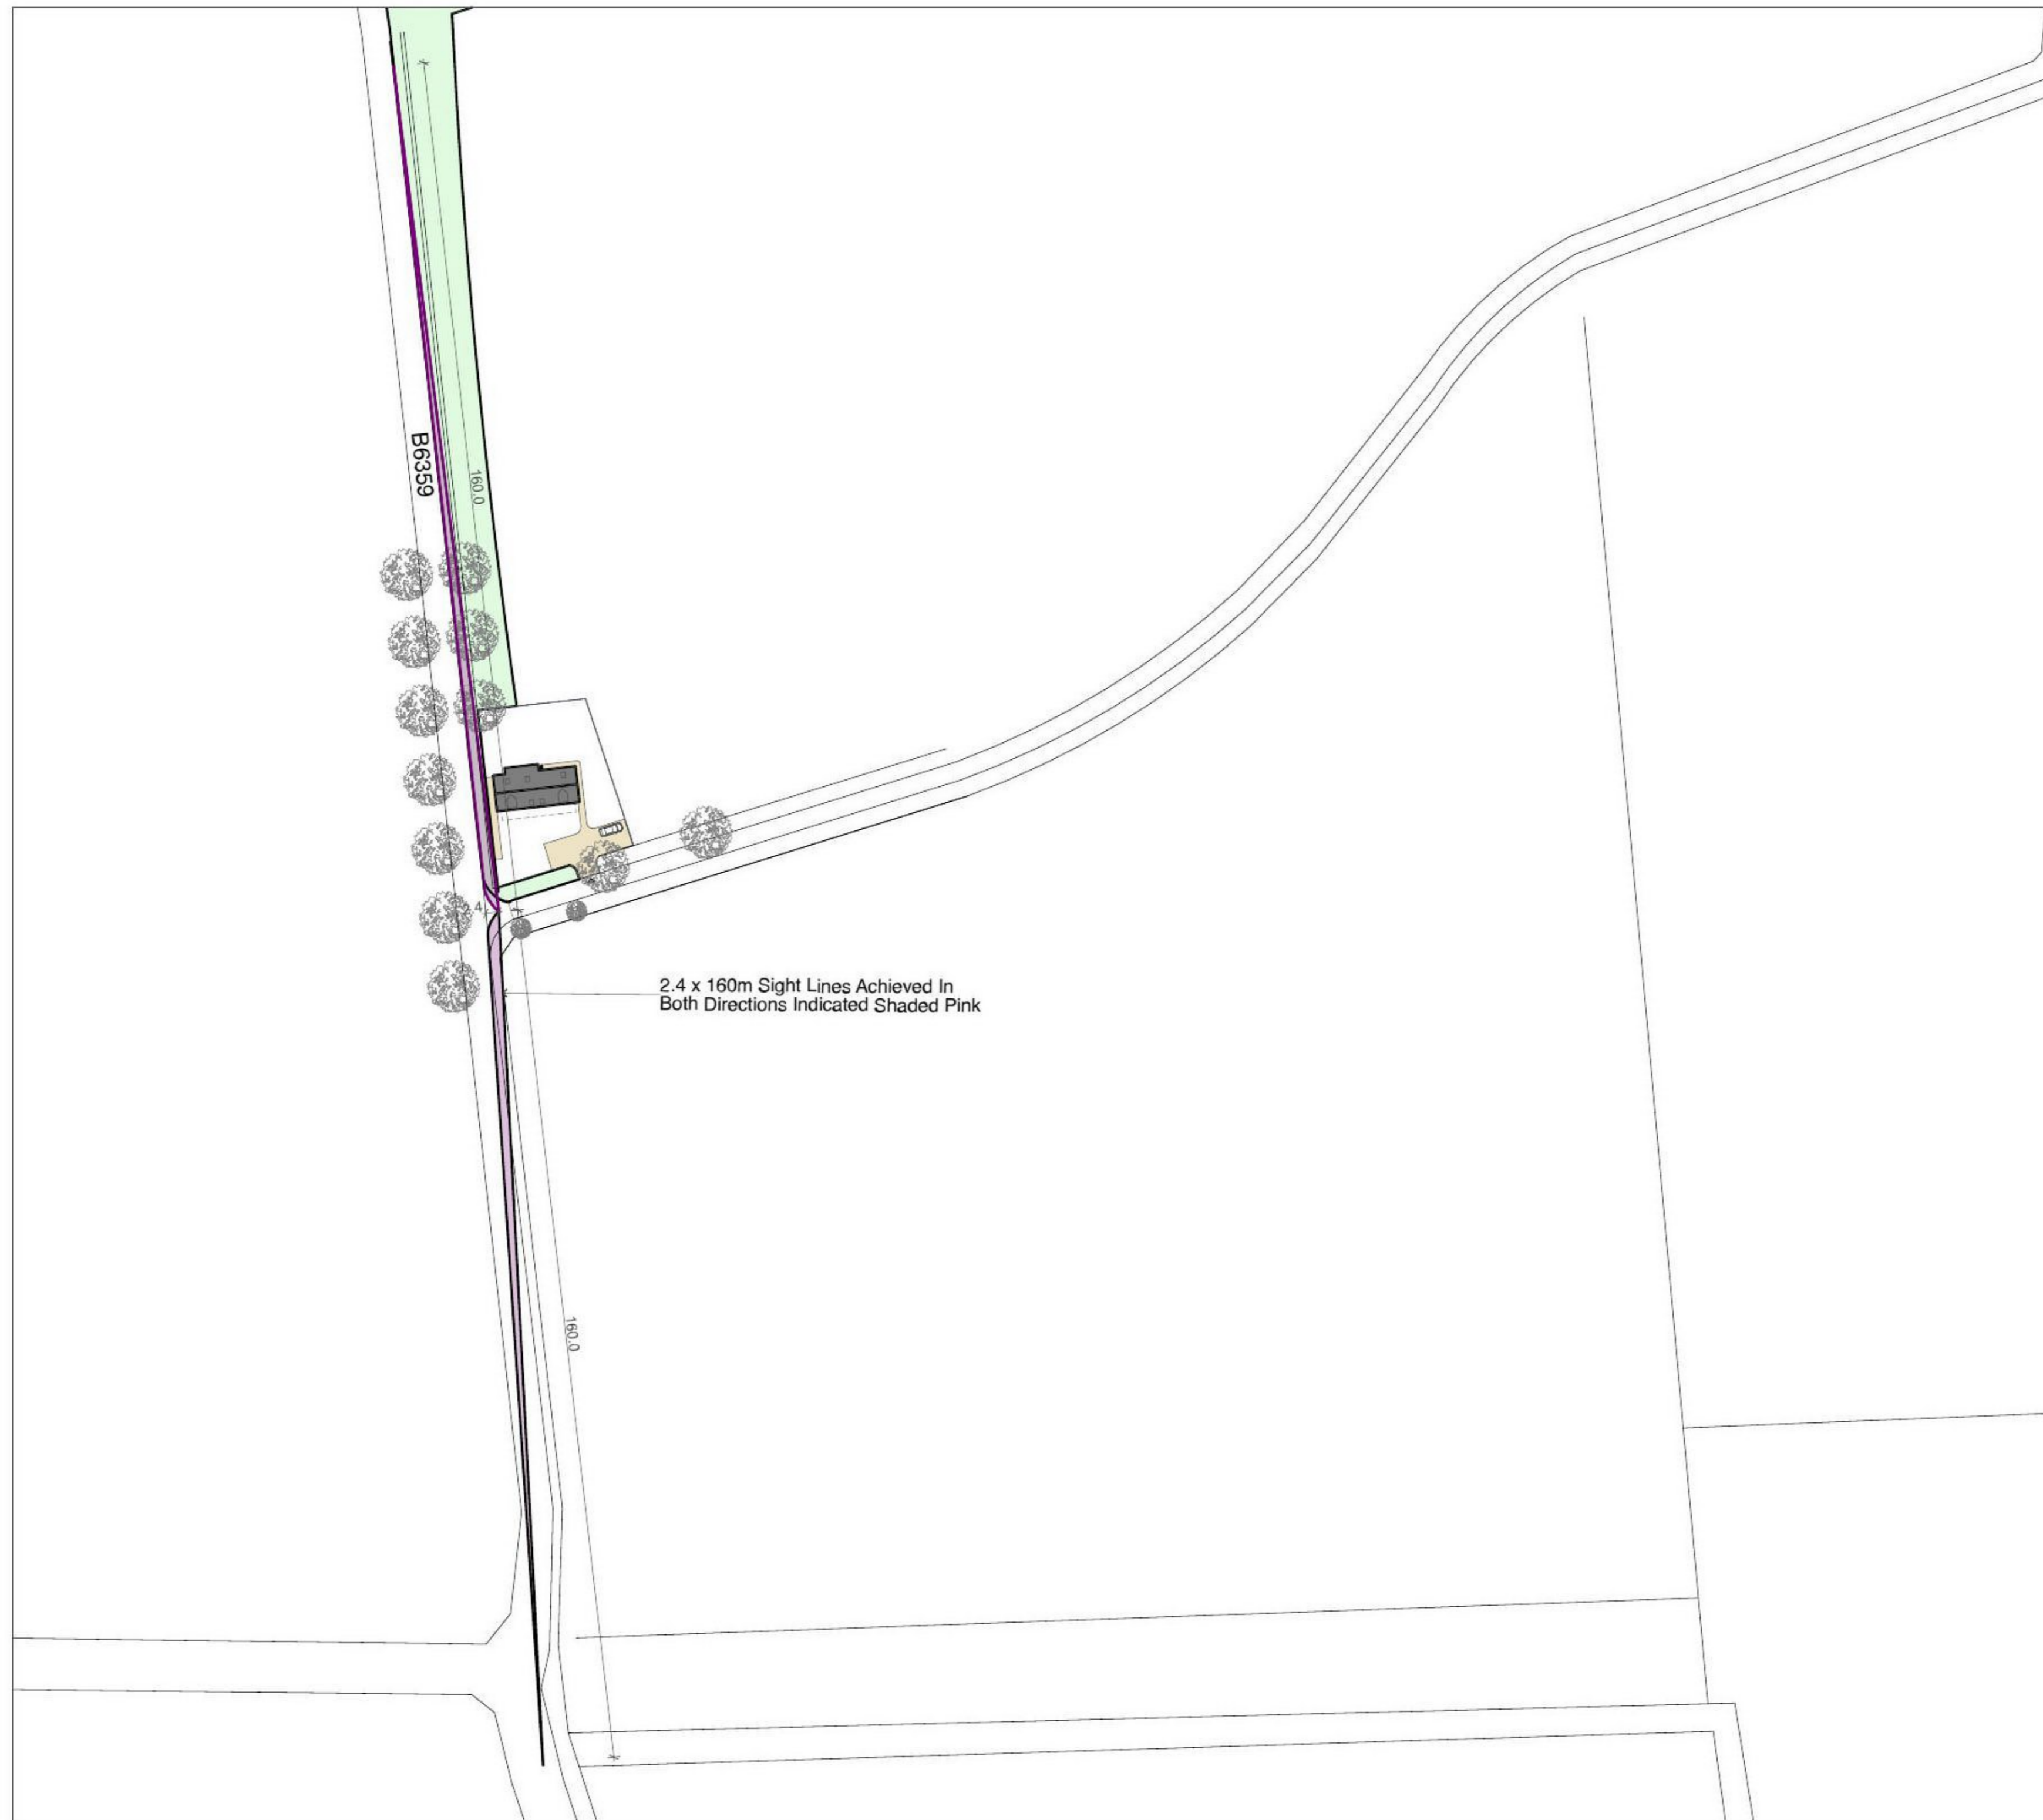 B6359
160.0
2.4 x 160m Sight Lines Achieved In
Both Directions Indicated Shaded Pink
160.0